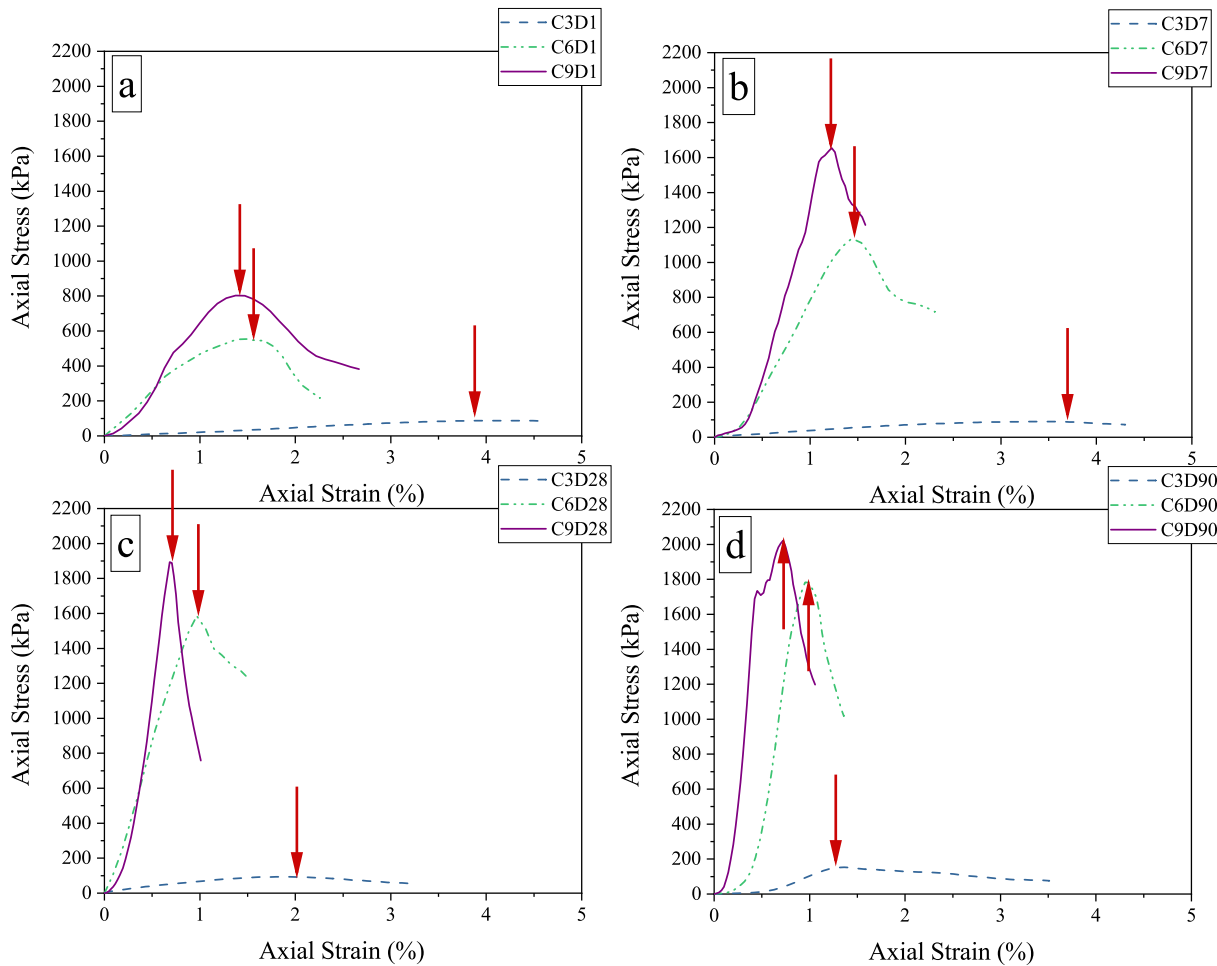 C3D1
C6D1
C9D1
a
2200
2000
1800
1600
1400
1200
1000
800
600
400
200
0
0 1 2 3 4 5
Axial Stress (kPa)
Axial Strain (%)
C3D7
C6D7
C9D7
b
2200
2000
1800
1600
1400
1200
1000
800
600
400
200
0
0 1 2 3 4 5
Axial Stress (kPa)
Axial Strain (%)
C3D28
C6D28
C9D28
c
2200
2000
1800
1600
1400
1200
1000
800
600
400
200
0
0 1 2 3 4 5
Axial Stress (kPa)
Axial Strain (%)
C3D90
C6D90
C9D90
d
2200
2000
1800
1600
1400
1200
1000
800
600
400
200
0
0 1 2 3 4 5
Axial Stress (kPa)
Axial Strain (%)